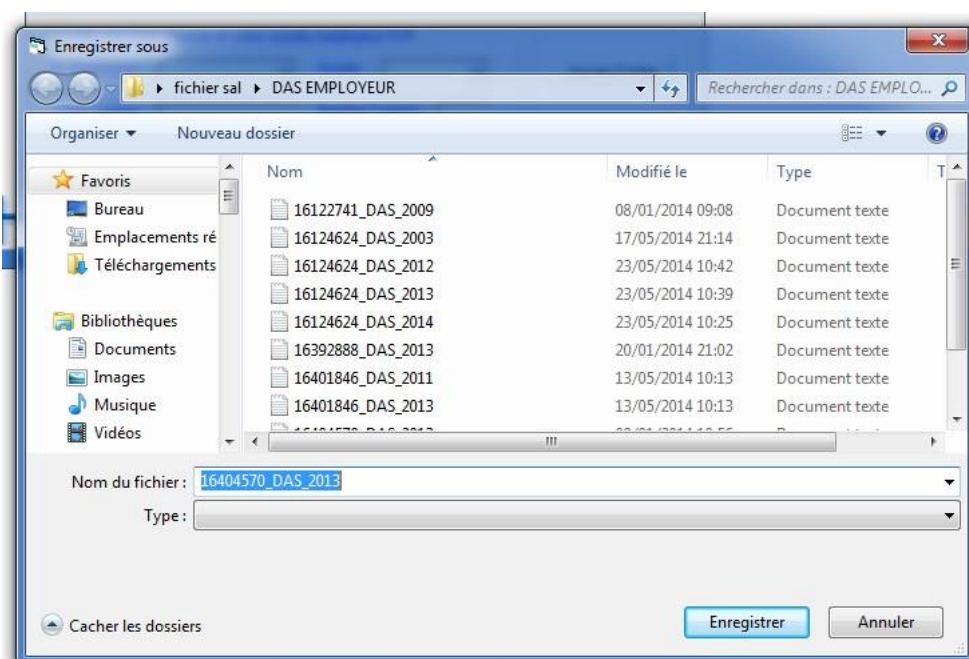 Enregistrer sous
fichier sal ▸ DAS EMPLOYEUR
Rechercher dans : DAS EMPLO...
Organiser Nouveau dossier
Nom Modifié le Type T
Favoris
Bureau
Emplacements ré
Téléchargements
Bibliothèques
Documents
Images
Musique
Vidéos
16122741_DAS_2009 08/01/2014 09:08 Document texte
16124624_DAS_2003 17/05/2014 21:14 Document texte
16124624_DAS_2012 23/05/2014 10:42 Document texte
16124624_DAS_2013 23/05/2014 10:39 Document texte
16124624_DAS_2014 23/05/2014 10:25 Document texte
16392888_DAS_2013 20/01/2014 21:02 Document texte
16401846_DAS_2011 13/05/2014 10:13 Document texte
16401846_DAS_2013 13/05/2014 10:13 Document texte
Nom du fichier : 16404570_DAS_2013
Type :
Cacher les dossiers
Enregistrer Annuler